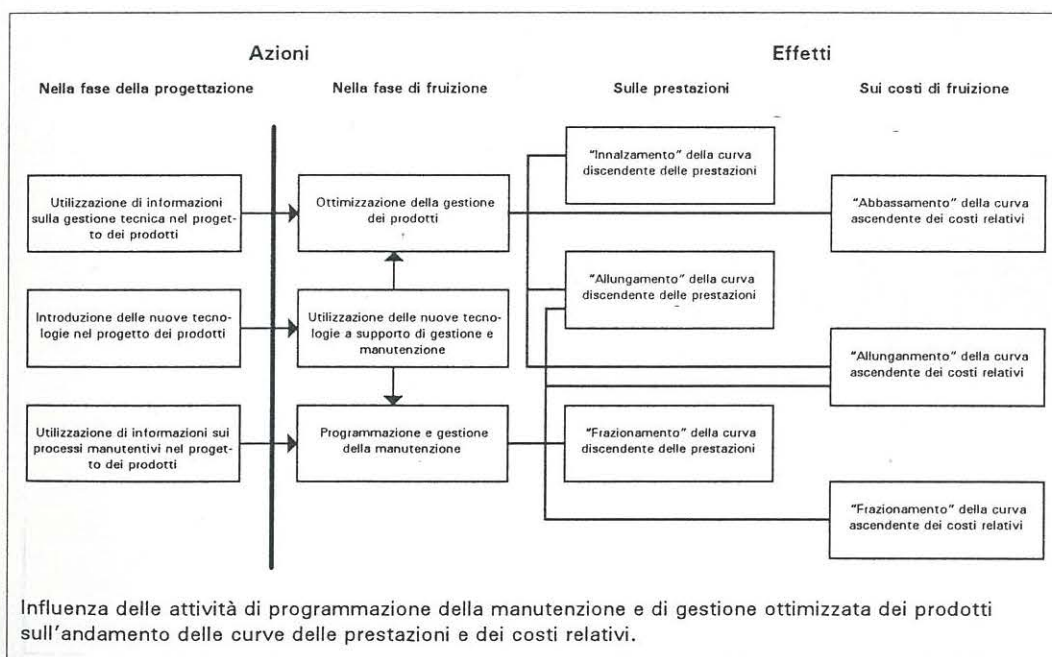 Azioni
Effetti
Nella fase della progettazione
Nella fase di fruizione
Sulle prestazioni
Sui costi di fruizione
Utilizzazione di informazioni
sulla gestione tecnica nel proget-
to dei prodotti
Introduzione delle nuove tecno-
logie nel progetto dei prodotti
Utilizzazione di informazioni sui
processi manutentivi nel proget-
to dei prodotti
Ottimizzazione della gestione
dei prodotti
Utilizzazione delle nuove tecno-
logie a supporto di gestione e
manutenzione
Programmazione e gestione
della manutenzione
"Innalzamento" della curva
discendente delle prestazioni
"Allungamento" della curva
discendente delle prestazioni
"Frazionamento" della curva
discendente delle prestazioni
"Abbassamento" della curva
ascendente dei costi relativi
"Allunganmento" della curva
ascendente dei costi relativi
"Frazionamento" della curva
ascendente dei costi relativi
Influenza delle attività di programmazione della manutenzione e di gestione ottimizzata dei prodotti
sull'andamento delle curve delle prestazioni e dei costi relativi.